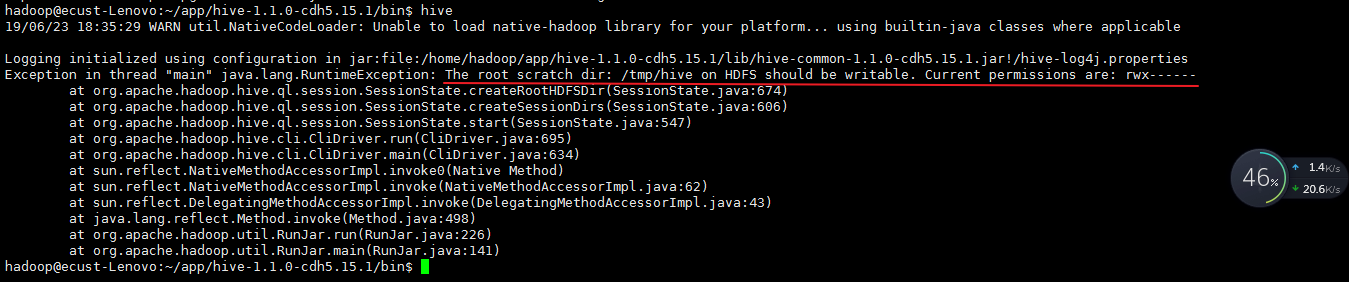 hadoop@ecust-Lenovo:~/app/hive-1.1.0-cdh5.15.1/bin$ hive
19/06/23 18:35:29 WARN util.NativeCodeLoader: Unable to load native-hadoop library for your platform... using builtin-java classes where applicable
Logging initialized using configuration in jar:file:/home/hadoop/app/hive-1.1.0-cdh5.15.1/lib/hive-common-1.1.0-cdh5.15.1.jar!/hive-log4j.properties
Exception in thread "main" java.lang.RuntimeException: The root scratch dir: /tmp/hive on HDFS should be writable. Current permissions are: rwx------
at org.apache.hadoop.hive.ql.session.SessionState.createRootHDFSDir(SessionState.java:674)
at org.apache.hadoop.hive.ql.session.SessionState.createSessionDirs(SessionState.java:606)
at org.apache.hadoop.hive.ql.session.SessionState.start(SessionState.java:547)
at org.apache.hadoop.hive.cli.CliDriver.run(CliDriver.java:695)
at org.apache.hadoop.hive.cli.CliDriver.main(CliDriver.java:634)
at sun.reflect.NativeMethodAccessorImpl.invoke0(Native Method)
at sun.reflect.NativeMethodAccessorImpl.invoke(NativeMethodAccessorImpl.java:62)
at sun.reflect.DelegatingMethodAccessorImpl.invoke(DelegatingMethodAccessorImpl.java:43)
at java.lang.reflect.Method.invoke(Method.java:498)
at org.apache.hadoop.util.RunJar.run(RunJar.java:226)
at org.apache.hadoop.util.RunJar.main(RunJar.java:141)
hadoop@ecust-Lenovo:~/app/hive-1.1.0-cdh5.15.1/bin$
46%
1.4K/s
20.6K/s